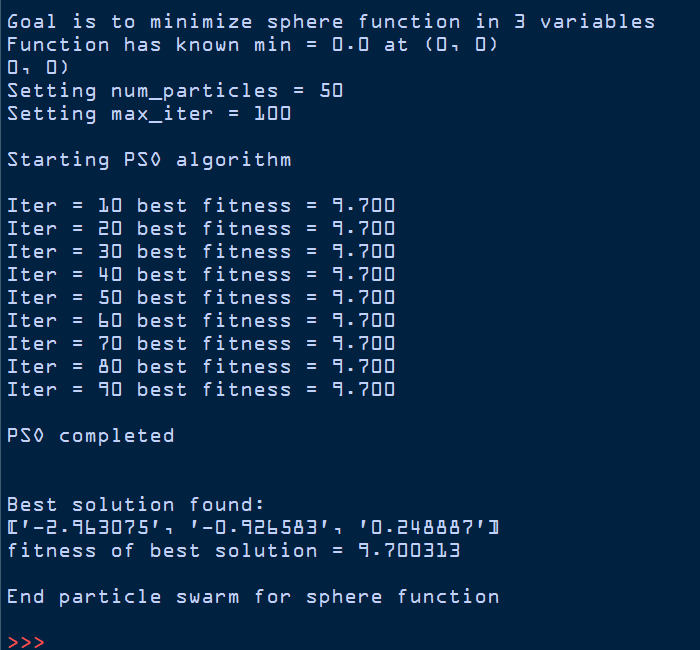 Goal is to minimize sphere function in 3 variables
Function has known min = 0.0 at (0, 0)
0, 0)
Setting num_particles = 50
Setting max_iter = 100
Starting PSO algorithm
Iter = 10 best fitness = 9.700
Iter = 20 best fitness = 9.700
Iter = 30 best fitness = 9.700
Iter = 40 best fitness = 9.700
Iter = 50 best fitness = 9.700
Iter = 60 best fitness = 9.700
Iter = 70 best fitness = 9.700
Iter = 80 best fitness = 9.700
Iter = 90 best fitness = 9.700
PSO completed
Best solution found:
['-2.963075', '-0.926583', '0.248887']
fitness of best solution = 9.700313
End particle swarm for sphere function
>>>